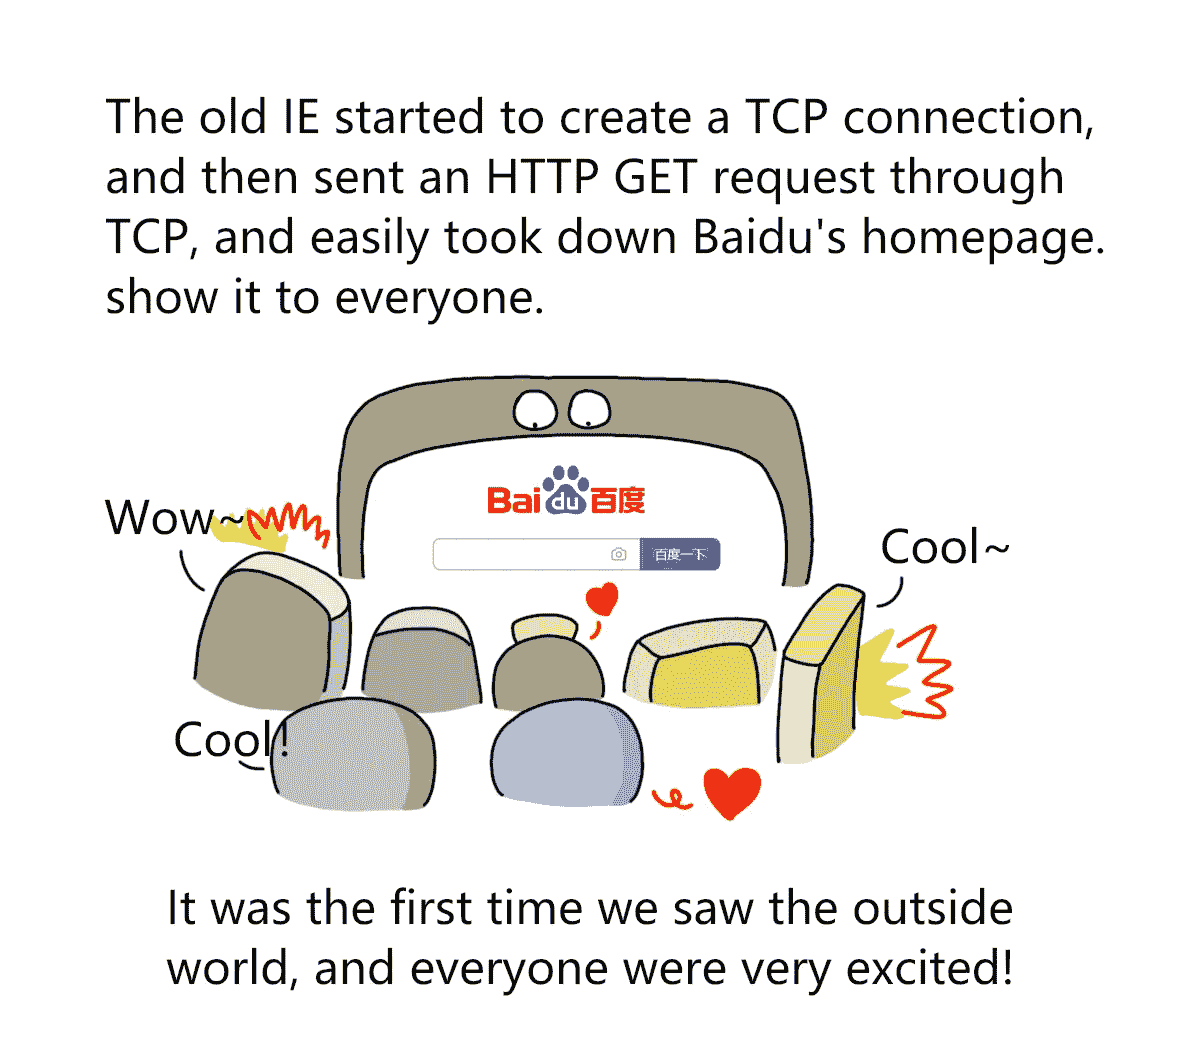 The old IE started to create a TCP connection,
and then sent an HTTP GET request through
TCP, and easily took down Baidu's homepage.
show it to everyone.
Bai du 百度
百度一下
Wow~
Cool~
Cool!
It was the first time we saw the outside
world, and everyone were very excited!